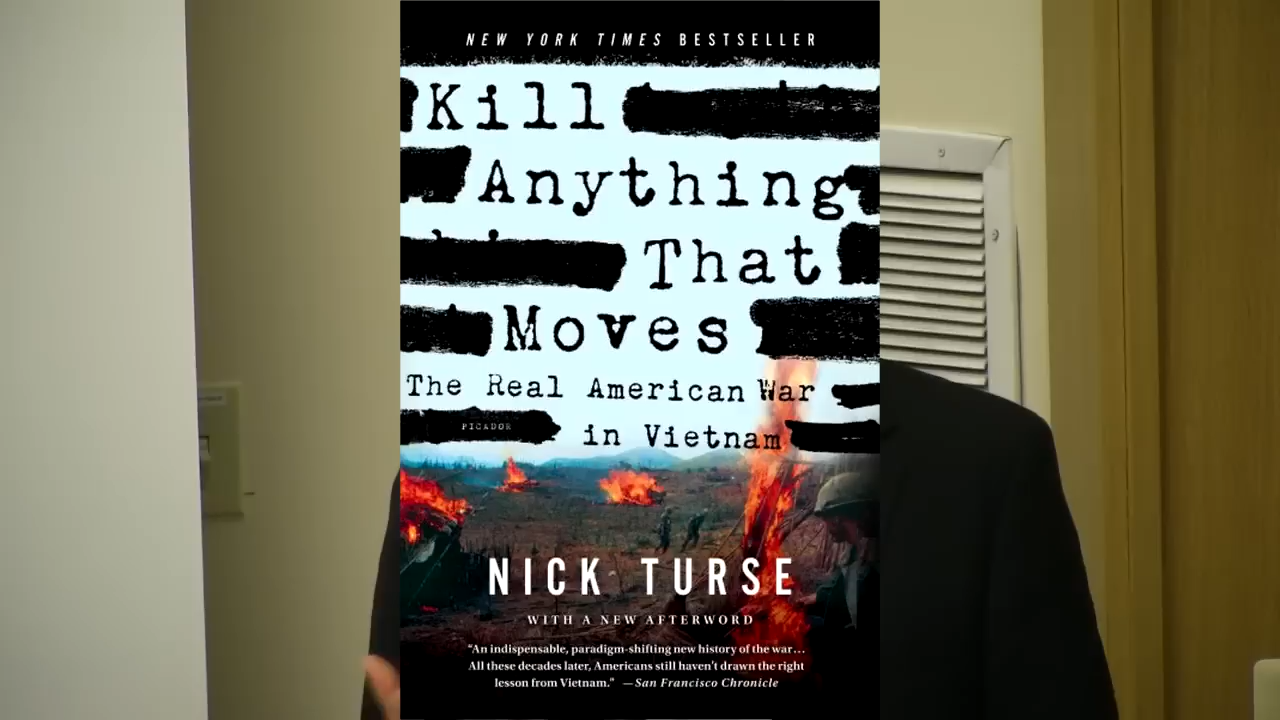 NEW YORK TIMES BESTSELLER
Kill
Anything
That
Moves
The Real American War
PICADOR
in Vietnam
NICK TURSE
WITH A NEW AFTERWORD
“An indispensable, paradigm-shifting new history of the war...
All these decades later, Americans still haven't drawn the right
lesson from Vietnam.” —San Francisco Chronicle